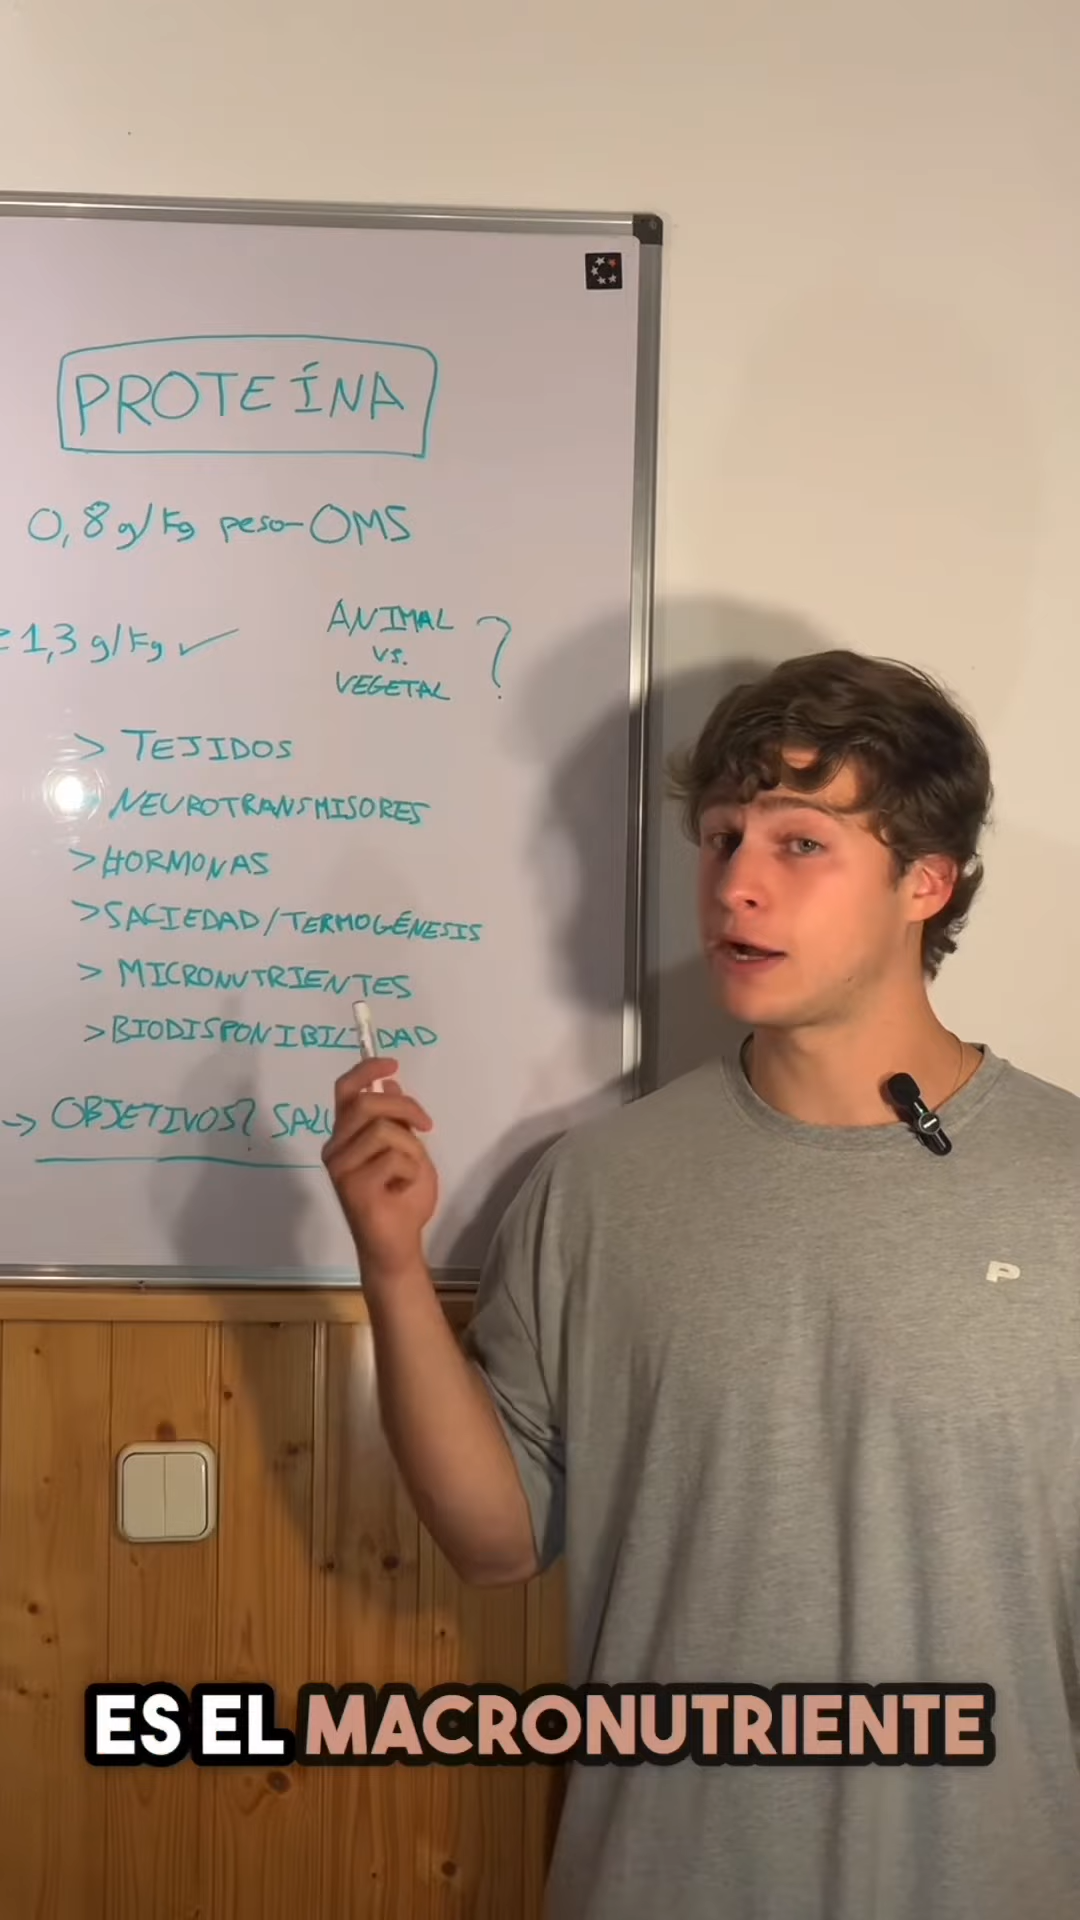 PROTEÍNA
0,8 g/Kg peso-OMS
1,3 g/Kg ✓
ANIMAL
vs.
VEGETAL
?
> TEJIDOS
> NEUROTRANSMISORES
> HORMONAS
> SACIEDAD/TERMOGÉNESIS
> MICRONUTRIENTES
> BIODISPONIBILIDAD
→ OBJETIVOS?
P
ES EL MACRONUTRIENTE